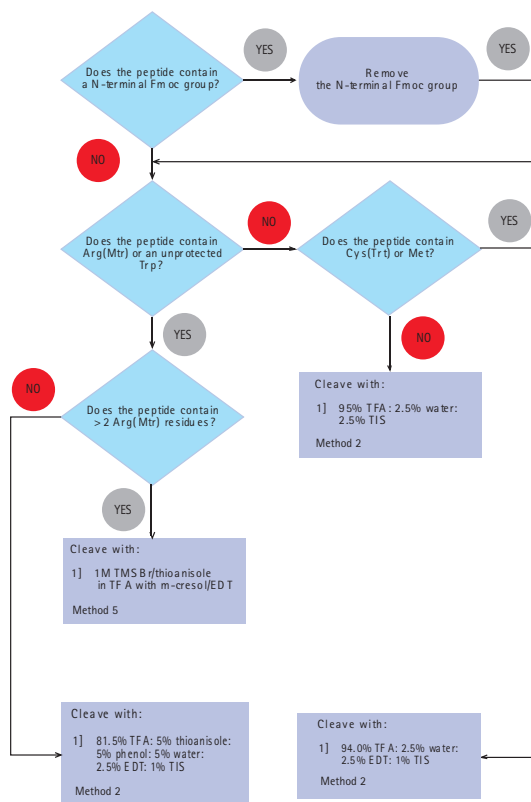 Does the peptide contain
a N-terminal Fmoc group?
YES
Remove
the N-terminal Fmoc group
YES
NO
Does the peptide contain
Arg(Mtr) or an unprotected
Trp?
NO
Does the peptide contain
Cys(Trt) or Met?
YES
YES
NO
NO
Does the peptide contain
>2 Arg(Mtr) residues?
Cleave with:
1] 95% TFA: 2.5% water:
2.5% TIS
Method 2
YES
Cleave with:
1] 1M TMSBr/thioanisole
in TFA with m-cresol/EDT
Method 5
Cleave with:
1] 81.5% TFA: 5% thioanisole:
5% phenol: 5% water:
2.5% EDT: 1% TIS
Method 2
Cleave with:
1] 94.0% TFA: 2.5% water:
2.5% EDT: 1% TIS
Method 2